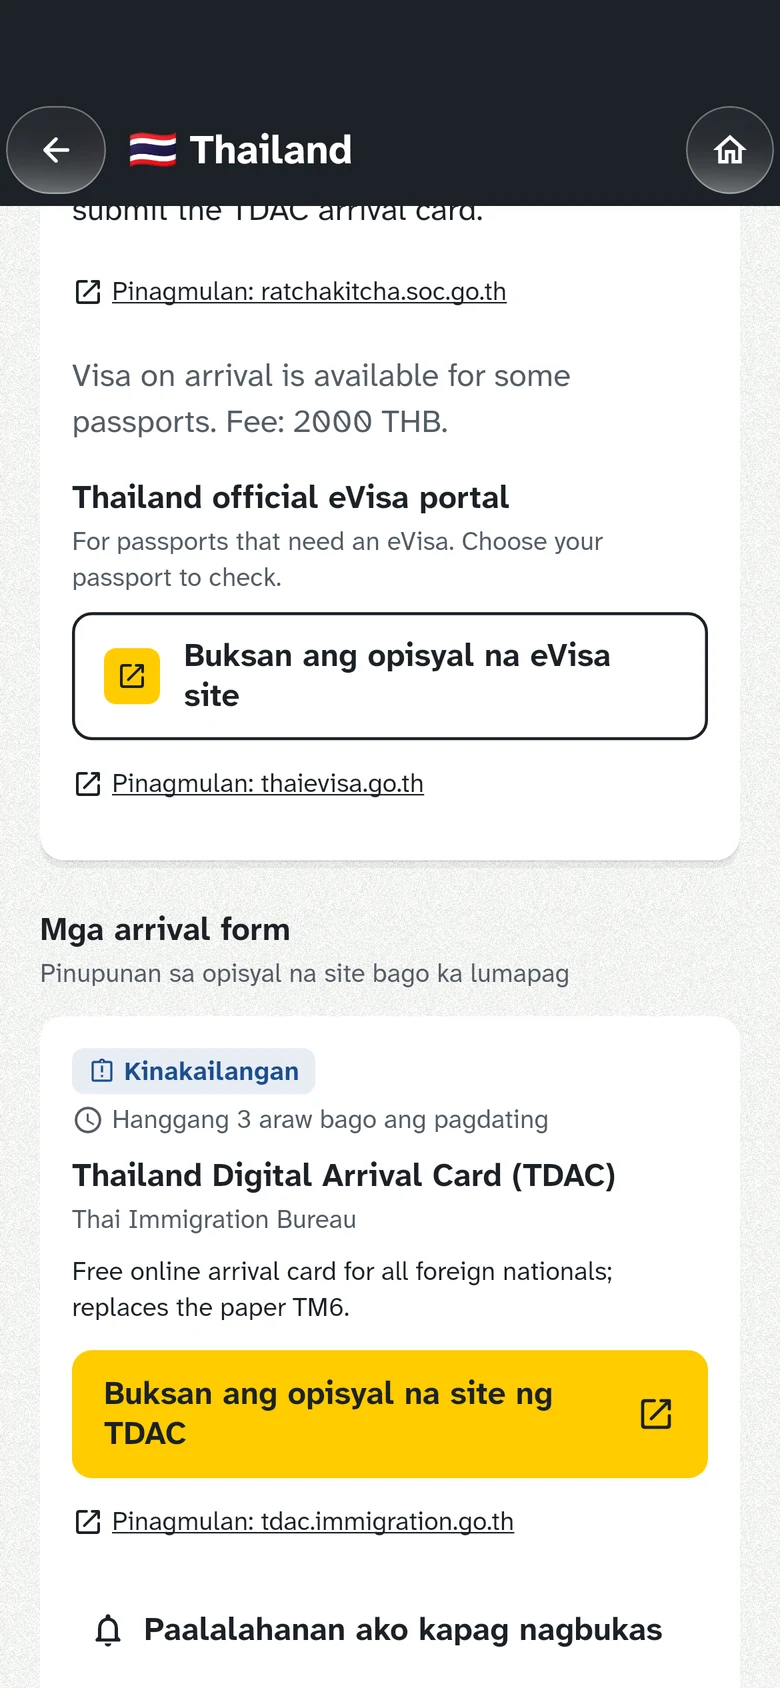 🇹🇭 Thailand
submit the TDAC arrival card.
Pinagmulan: ratchakitcha.soc.go.th
Visa on arrival is available for some
passports. Fee: 2000 THB.
Thailand official eVisa portal
For passports that need an eVisa. Choose your
passport to check.
Buksan ang opisyal na eVisa
site
Pinagmulan: thaievisa.go.th
Mga arrival form
Pinupunan sa opisyal na site bago ka lumapag
Kinakailangan
Hanggang 3 araw bago ang pagdating
Thailand Digital Arrival Card (TDAC)
Thai Immigration Bureau
Free online arrival card for all foreign nationals;
replaces the paper TM6.
Buksan ang opisyal na site ng
TDAC
Pinagmulan: tdac.immigration.go.th
Paalalahanan ako kapag nagbukas